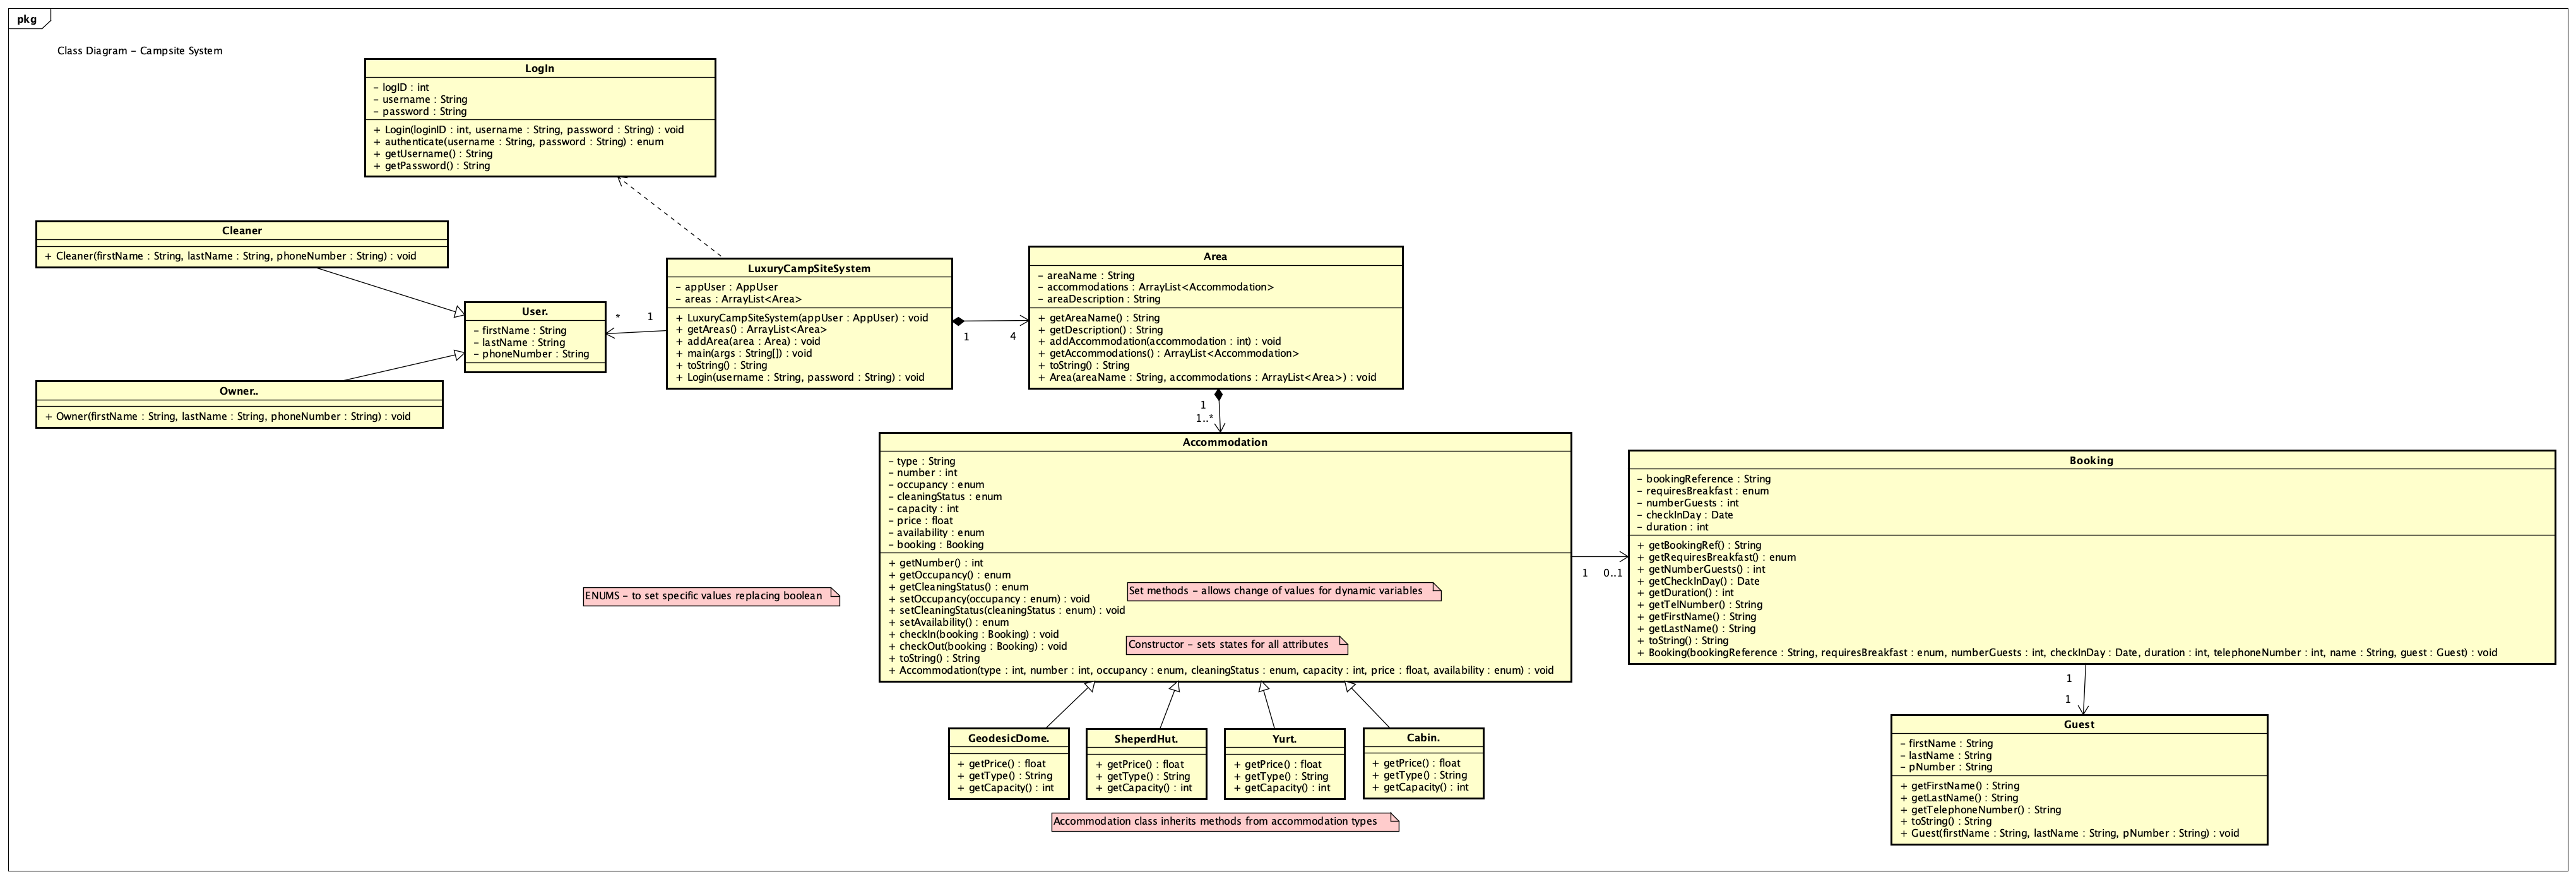 pkg
Class Diagram - Campsite System
LogIn
- logID : int
- username : String
- password : String
+ Login(loginID : int, username : String, password : String) : void
+ authenticate(username : String, password : String) : enum
+ getUsername() : String
+ getPassword() : String
Cleaner
+ Cleaner(firstName : String, lastName : String, phoneNumber : String) : void
User.
- firstName : String
- lastName : String
- phoneNumber : String
Owner..
+ Owner(firstName : String, lastName : String, phoneNumber : String) : void
*
1
LuxuryCampSiteSystem
- appUser : AppUser
- areas : ArrayList<Area>
+ LuxuryCampSiteSystem(appUser : AppUser) : void
+ getAreas() : ArrayList<Area>
+ addArea(area : Area) : void
+ main(args : String[]) : void
+ toString() : String
+ Login(username : String, password : String) : void
1
4
Area
- areaName : String
- accommodations : ArrayList<Accommodation>
- areaDescription : String
+ getAreaName() : String
+ getDescription() : String
+ addAccommodation(accommodation : int) : void
+ getAccommodations() : ArrayList<Accommodation>
+ toString() : String
+ Area(areaName : String, accommodations : ArrayList<Area>) : void
1
1..*
Accommodation
- type : String
- number : int
- occupancy : enum
- cleaningStatus : enum
- capacity : int
- price : float
- availability : enum
- booking : Booking
+ getNumber() : int
+ getOccupancy() : enum
+ getCleaningStatus() : enum
+ setOccupancy(occupancy : enum) : void
+ setCleaningStatus(cleaningStatus : enum) : void
+ setAvailability() : enum
+ checkIn(booking : Booking) : void
+ checkOut(booking : Booking) : void
+ toString() : String
+ Accommodation(type : int, number : int, occupancy : enum, cleaningStatus : enum, capacity : int, price : float, availability : enum) : void
ENUMS - to set specific values replacing boolean
Set methods - allows change of values for dynamic variables
Constructor - sets states for all attributes
1
0..1
Booking
- bookingReference : String
- requiresBreakfast : enum
- numberGuests : int
- checkInDay : Date
- duration : int
+ getBookingRef() : String
+ getRequiresBreakfast() : enum
+ getNumberGuests() : int
+ getCheckInDay() : Date
+ getDuration() : int
+ getTelNumber() : String
+ getFirstName() : String
+ getLastName() : String
+ toString() : String
+ Booking(bookingReference : String, requiresBreakfast : enum, numberGuests : int, checkInDay : Date, duration : int, telephoneNumber : int, name : String, guest : Guest) : void
1
1
GeodesicDome.
+ getPrice() : float
+ getType() : String
+ getCapacity() : int
SheperdHut.
+ getPrice() : float
+ getType() : String
+ getCapacity() : int
Yurt.
+ getPrice() : float
+ getType() : String
+ getCapacity() : int
Cabin.
+ getPrice() : float
+ getType() : String
+ getCapacity() : int
Accommodation class inherits methods from accommodation types
Guest
- firstName : String
- lastName : String
- pNumber : String
+ getFirstName() : String
+ getLastName() : String
+ getTelephoneNumber() : String
+ toString() : String
+ Guest(firstName : String, lastName : String, pNumber : String) : void